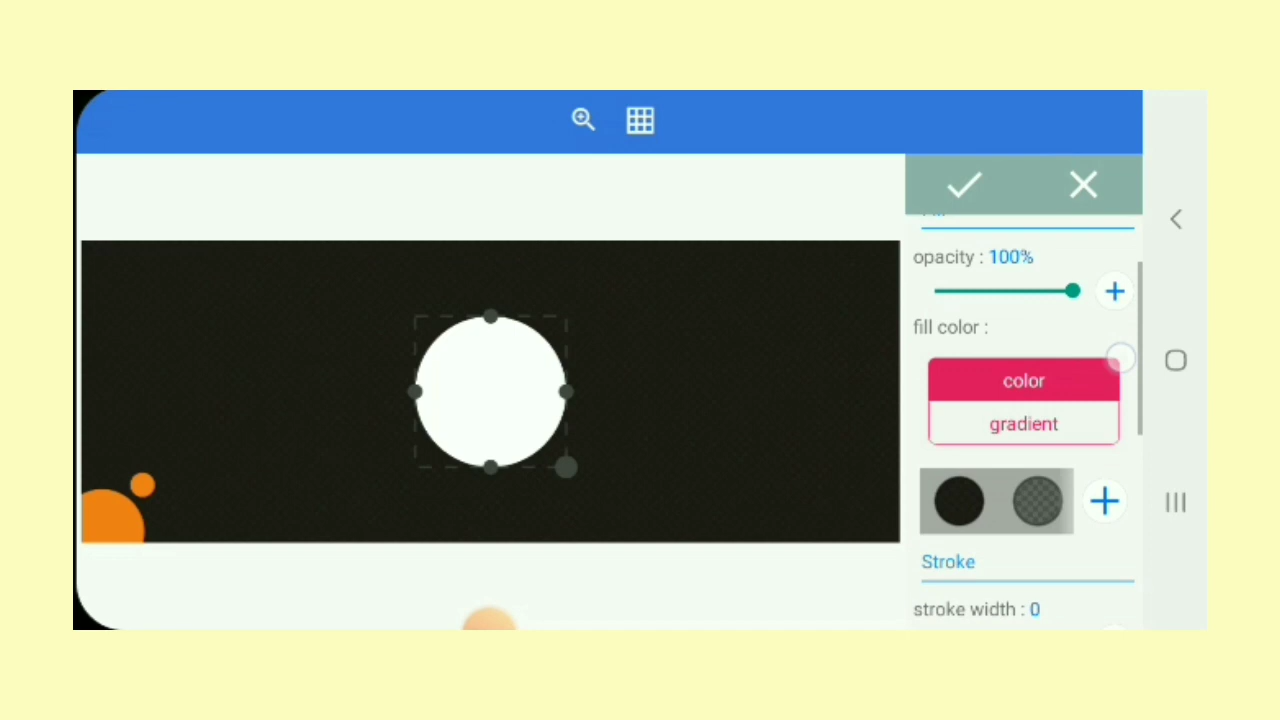 opacity : 100%
fill color :
color
gradient
Stroke
stroke width : 0